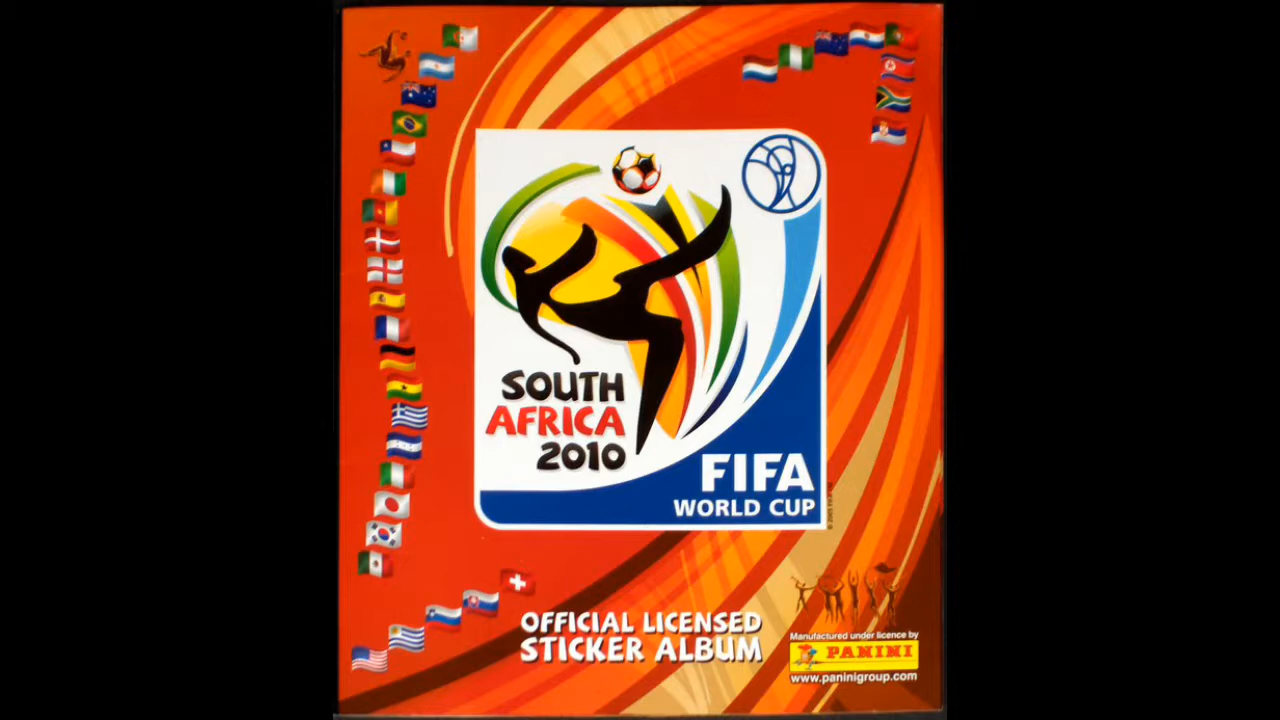 SOUTH
AFRICA
2010
FIFA
WORLD CUP
OFFICIAL LICENSED
STICKER ALBUM
Manufactured under licence by
PANINI
www.paninigroup.com